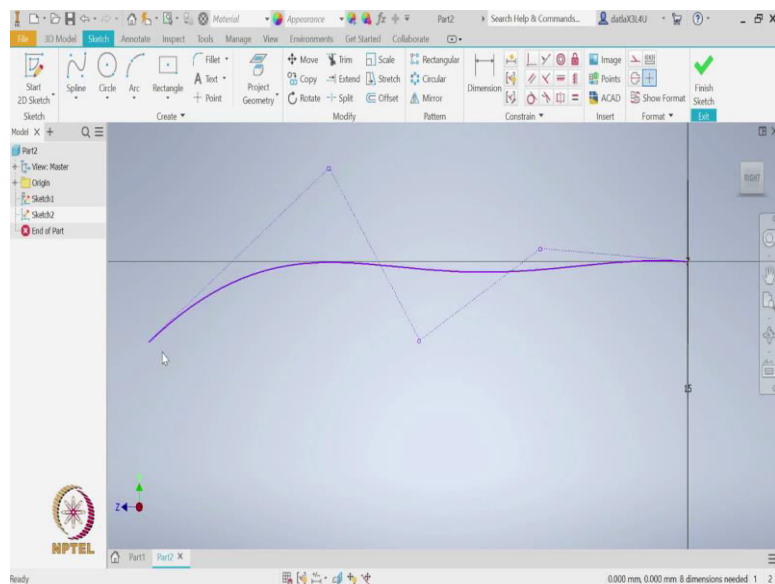 Material Appearance fx Part2 Search Help & Commands... datlaX3L4U
File 3D Model Sketch Annotate Inspect Tools Manage View Environments Get Started Collaborate
Start 2D Sketch Spline Circle Arc Rectangle Fillet Text Point Project Geometry Move Copy Rotate Trim Extend Split Scale Stretch Offset Rectangular Circular Mirror Dimension Image Points ACAD Show Format Finish Sketch
Sketch Create Modify Pattern Constrain Insert Format Exit
Model X +
Part2
View: Master
Origin
Sketch1
Sketch2
End of Part
RIGHT
Z
NPTEL
Part1 Part2 X
Ready 0.000 mm, 0.000 mm 8 dimensions needed 1 2